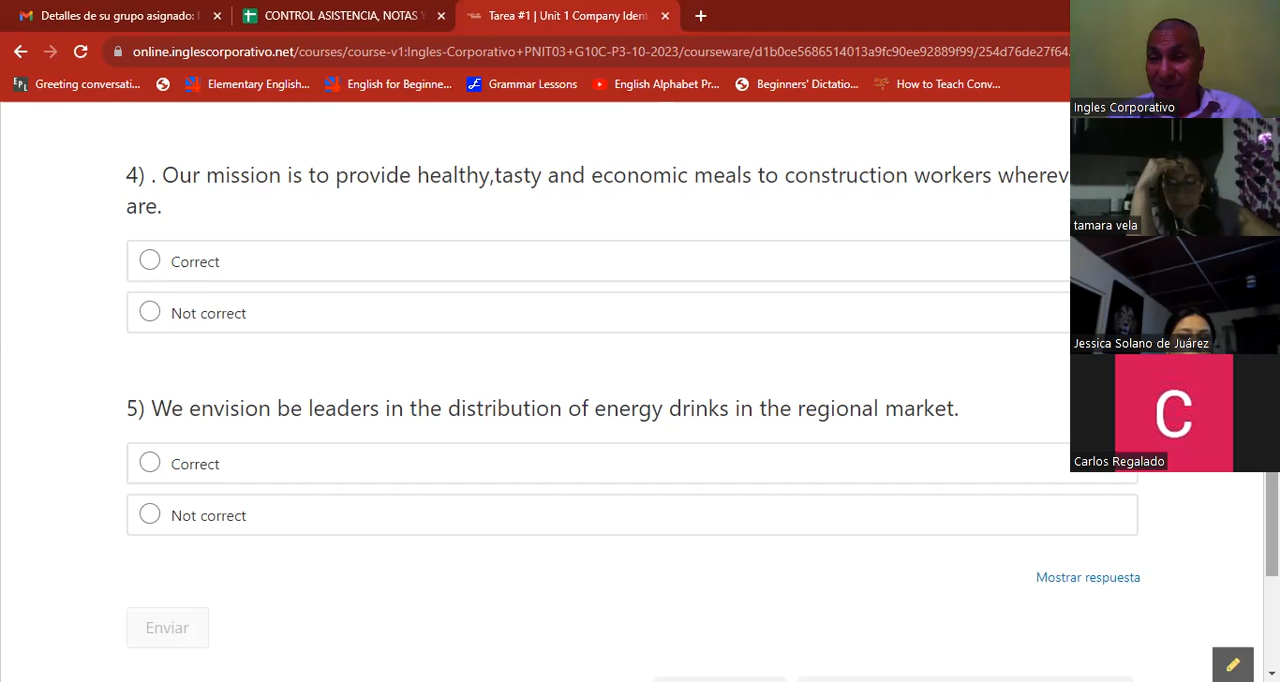 Detalles de su grupo asignado:
CONTROL ASISTENCIA, NOTAS Y
Tarea #1 | Unit 1 Company Iden
online.inglescorporativo.net/courses/course-v1:Ingles-Corporativo+PNIT03+G10C-P3-10-2023/courseware/d1b0ce5686514013a9fc90ee92889f99/254d76de27f64
EPL Greeting conversati...
Elementary English...
English for Beginne...
Grammar Lessons
English Alphabet Pr...
Beginners' Dictatio...
How to Teach Conv...
Ingles Corporativo
tamara vela
Jessica Solano de Juárez
C
Carlos Regalado
4) . Our mission is to provide healthy,tasty and economic meals to construction workers wherev
are.
Correct
Not correct
5) We envision be leaders in the distribution of energy drinks in the regional market.
Correct
Not correct
Mostrar respuesta
Enviar